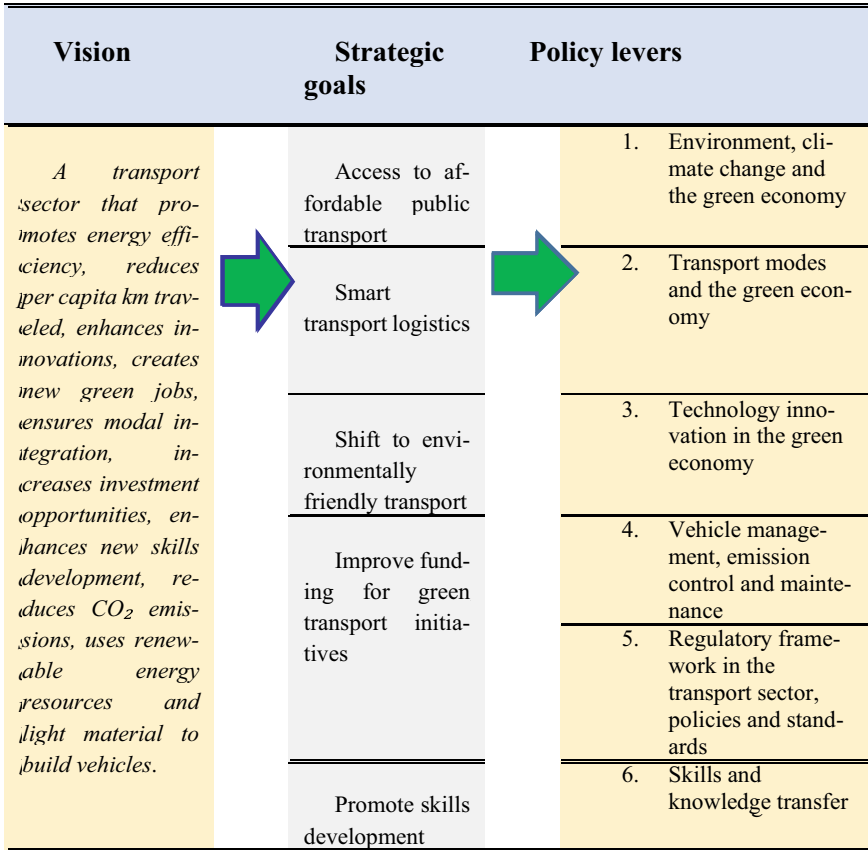 Vision
Strategic
goals
Policy levers
A transport
sector that pro-
motes energy effi-
ciency, reduces
per capita km trav-
eled, enhances in-
novations, creates
new green jobs,
ensures modal in-
tegration, in-
creases investment
opportunities, en-
hances new skills
development, re-
duces CO₂ emis-
sions, uses renew-
able energy
resources and
light material to
build vehicles.
Access to af-
fordable public
transport
Smart
transport logistics
Shift to envi-
ronmentally
friendly transport
Improve fund-
ing for green
transport initia-
tives
Promote skills
development
1. Environment, cli-
mate change and
the green economy
2. Transport modes
and the green econ-
omy
3. Technology inno-
vation in the green
economy
4. Vehicle manage-
ment, emission
control and mainte-
nance
5. Regulatory frame-
work in the
transport sector,
policies and stand-
ards
6. Skills and
knowledge transfer